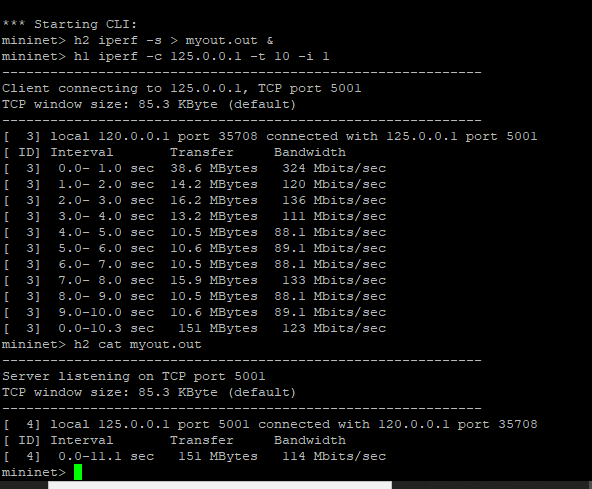 *** Starting CLI:
mininet> h2 iperf -s > myout.out &
mininet> h1 iperf -c 125.0.0.1 -t 10 -i 1
------------------------------------------------------------
Client connecting to 125.0.0.1, TCP port 5001
TCP window size: 85.3 KByte (default)
------------------------------------------------------------
[  3] local 120.0.0.1 port 35708 connected with 125.0.0.1 port 5001
[ ID] Interval       Transfer     Bandwidth
[  3]  0.0- 1.0 sec  38.6 MBytes   324 Mbits/sec
[  3]  1.0- 2.0 sec  14.2 MBytes   120 Mbits/sec
[  3]  2.0- 3.0 sec  16.2 MBytes   136 Mbits/sec
[  3]  3.0- 4.0 sec  13.2 MBytes   111 Mbits/sec
[  3]  4.0- 5.0 sec  10.5 MBytes  88.1 Mbits/sec
[  3]  5.0- 6.0 sec  10.6 MBytes  89.1 Mbits/sec
[  3]  6.0- 7.0 sec  10.5 MBytes  88.1 Mbits/sec
[  3]  7.0- 8.0 sec  15.9 MBytes   133 Mbits/sec
[  3]  8.0- 9.0 sec  10.5 MBytes  88.1 Mbits/sec
[  3]  9.0-10.0 sec  10.6 MBytes  89.1 Mbits/sec
[  3]  0.0-10.3 sec   151 MBytes   123 Mbits/sec
mininet> h2 cat myout.out
------------------------------------------------------------
Server listening on TCP port 5001
TCP window size: 85.3 KByte (default)
------------------------------------------------------------
[  4] local 125.0.0.1 port 5001 connected with 120.0.0.1 port 35708
[ ID] Interval       Transfer     Bandwidth
[  4]  0.0-11.1 sec   151 MBytes   114 Mbits/sec
mininet>